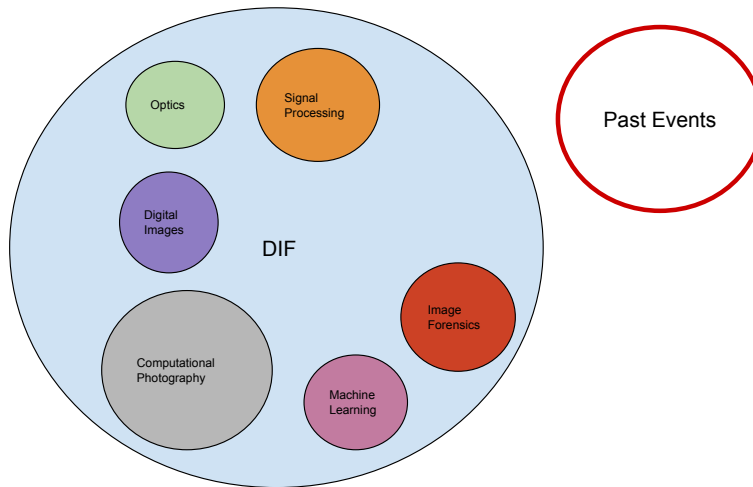 Optics
Signal
Processing
Past Events
Digital
Images
DIF
Image
Forensics
Computational
Photography
Machine
Learning